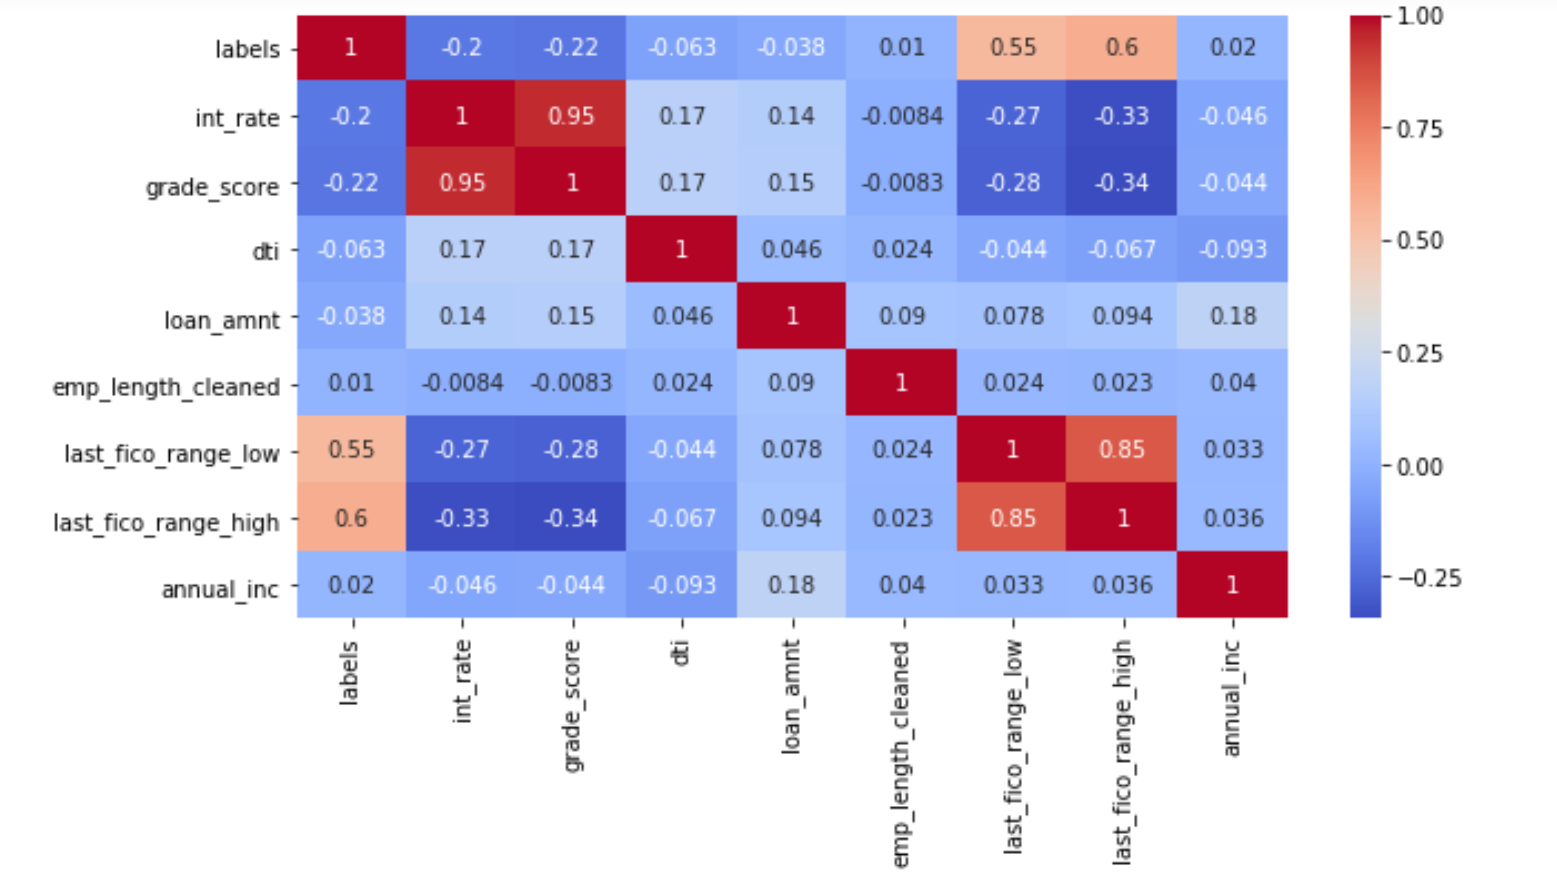 labels 1 -0.2 -0.22 -0.063 -0.038 0.01 0.55 0.6 0.02
int_rate -0.2 1 0.95 0.17 0.14 -0.0084 -0.27 -0.33 -0.046
grade_score -0.22 0.95 1 0.17 0.15 -0.0083 -0.28 -0.34 -0.044
dti -0.063 0.17 0.17 1 0.046 0.024 -0.044 -0.067 -0.093
loan_amnt -0.038 0.14 0.15 0.046 1 0.09 0.078 0.094 0.18
emp_length_cleaned 0.01 -0.0084 -0.0083 0.024 0.09 1 0.024 0.023 0.04
last_fico_range_low 0.55 -0.27 -0.28 -0.044 0.078 0.024 1 0.85 0.033
last_fico_range_high 0.6 -0.33 -0.34 -0.067 0.094 0.023 0.85 1 0.036
annual_inc 0.02 -0.046 -0.044 -0.093 0.18 0.04 0.033 0.036 1
labels
int_rate
grade_score
dti
loan_amnt
emp_length_cleaned
last_fico_range_low
last_fico_range_high
annual_inc
1.00
0.75
0.50
0.25
0.00
−0.25